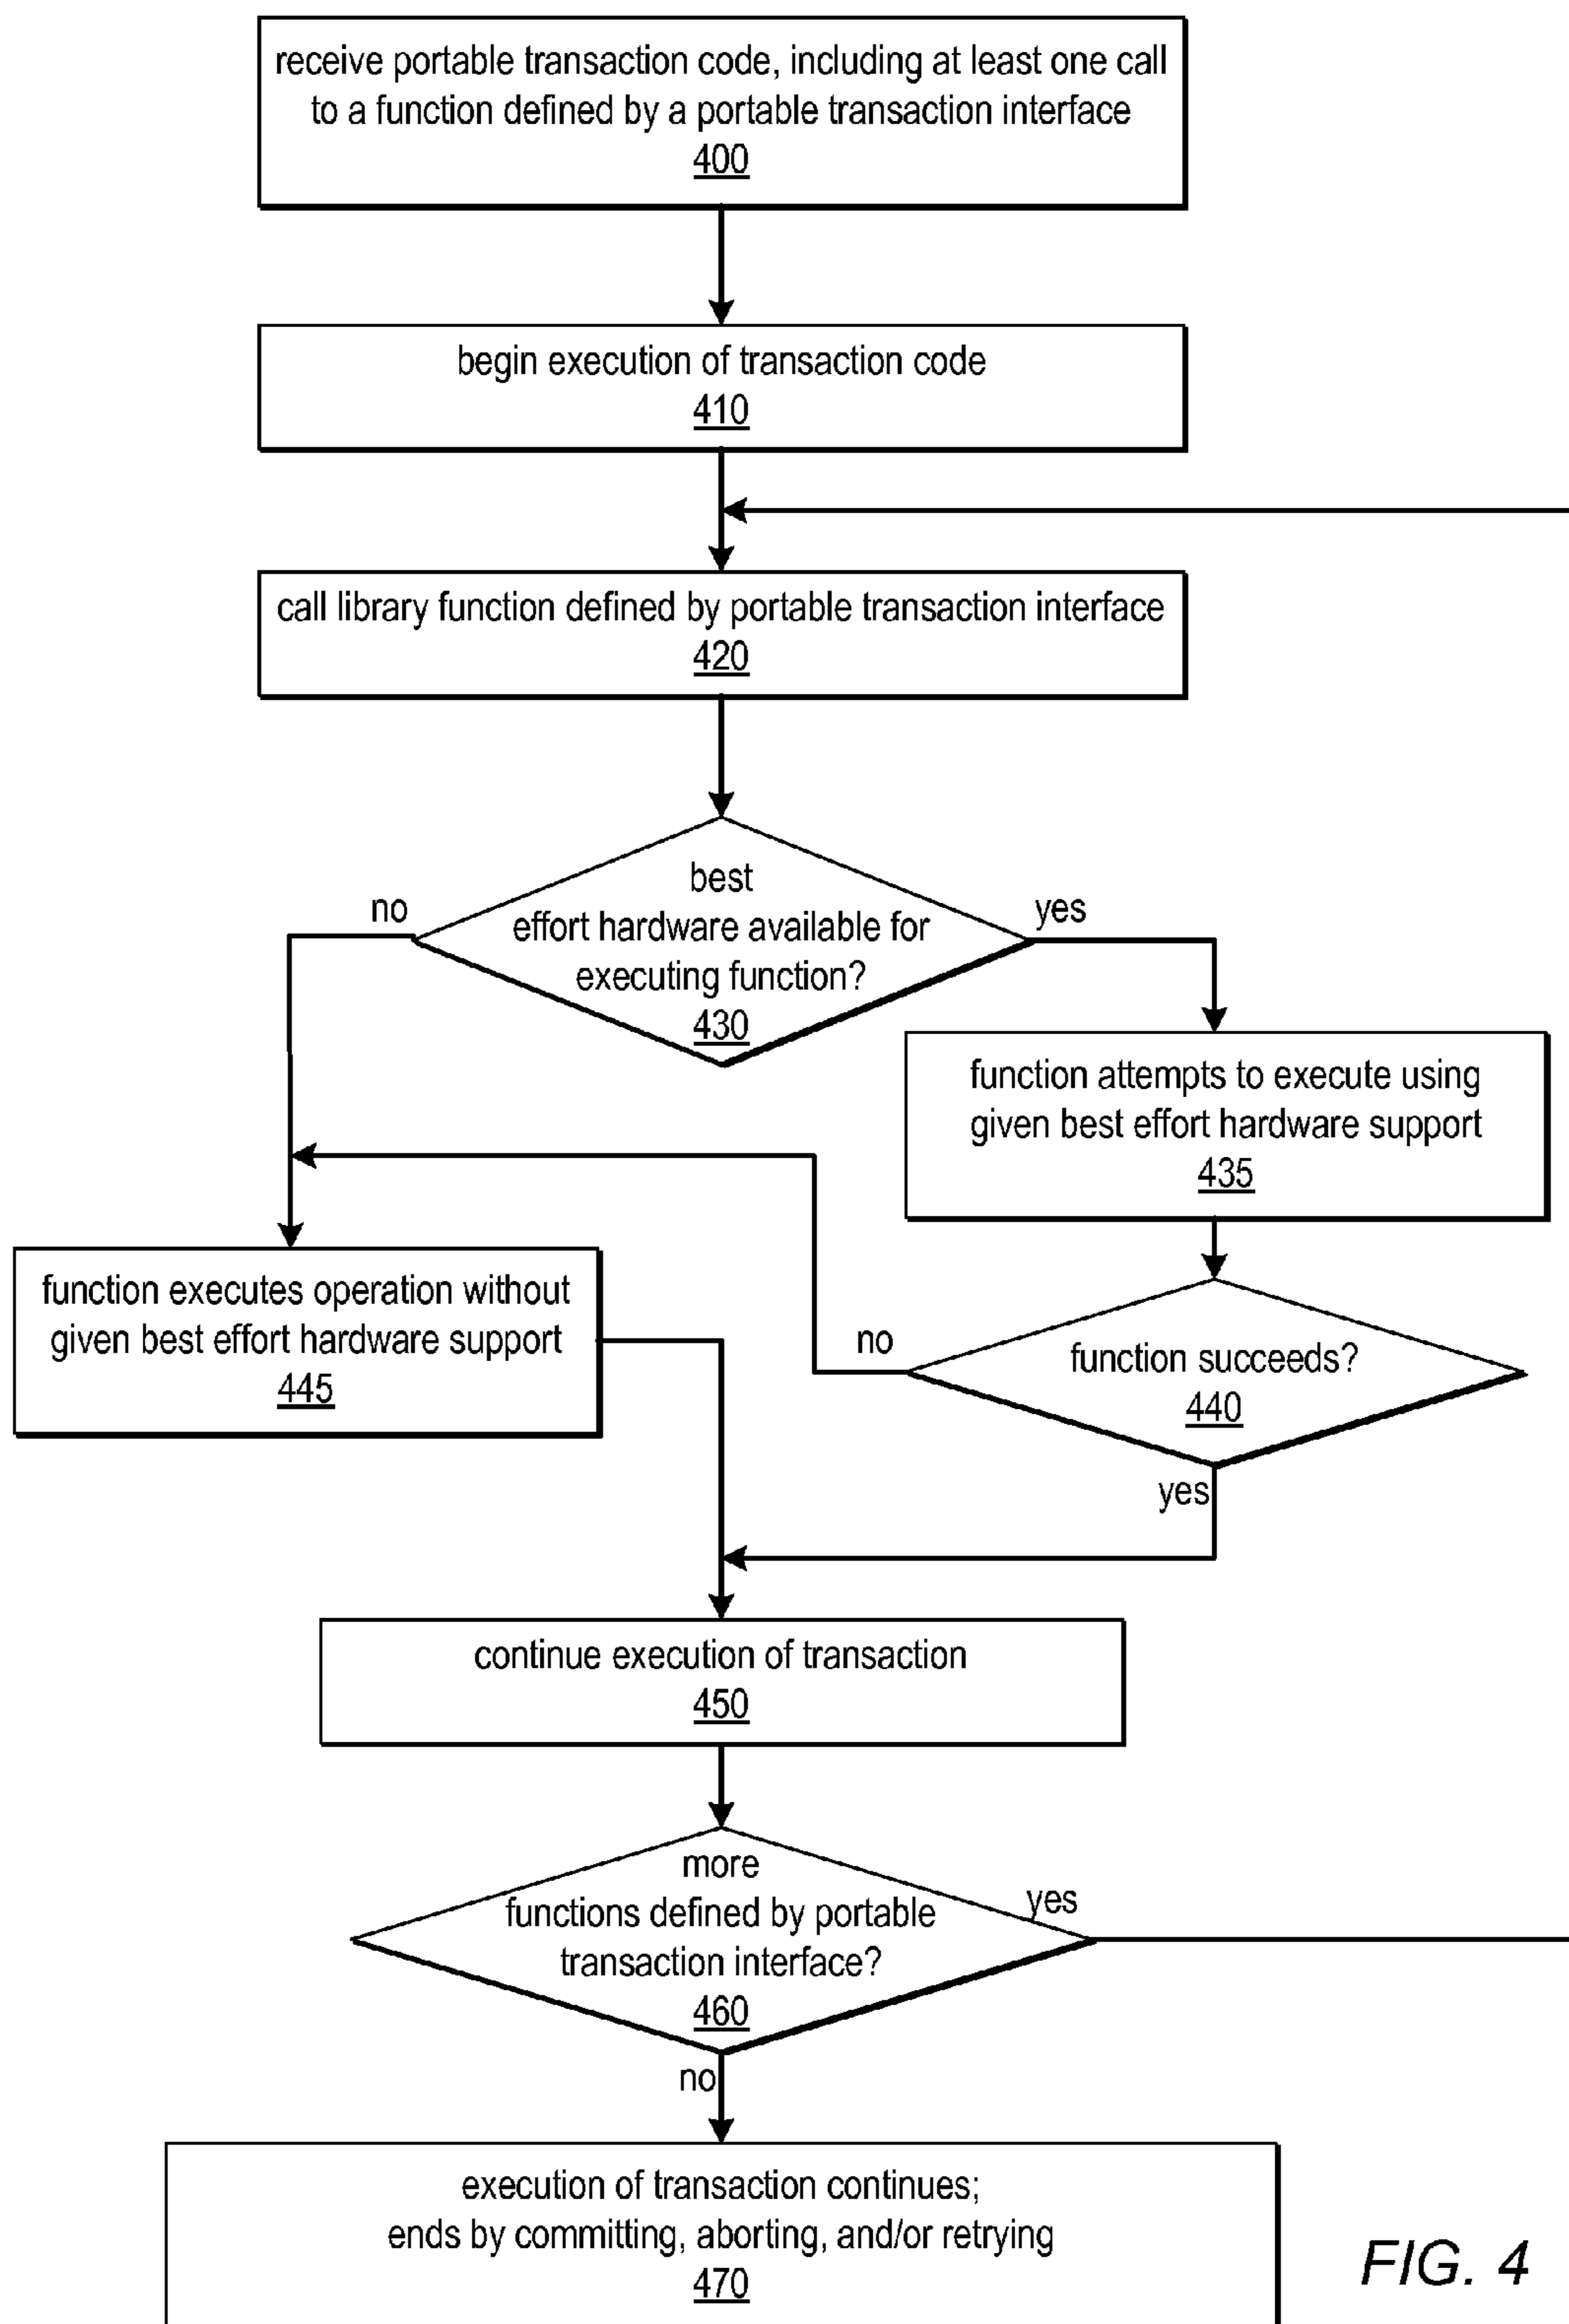 receive portable transaction code, including at least one call
to a function defined by a portable transaction interface
400
begin execution of transaction code
410
call library function defined by portable transaction interface
420
best
effort hardware available for
executing function?
430
no
yes
function attempts to execute using
given best effort hardware support
435
function executes operation without
given best effort hardware support
445
no
function succeeds?
440
yes
continue execution of transaction
450
more
functions defined by portable
transaction interface?
460
yes
no
execution of transaction continues;
ends by committing, aborting, and/or retrying
470
FIG. 4